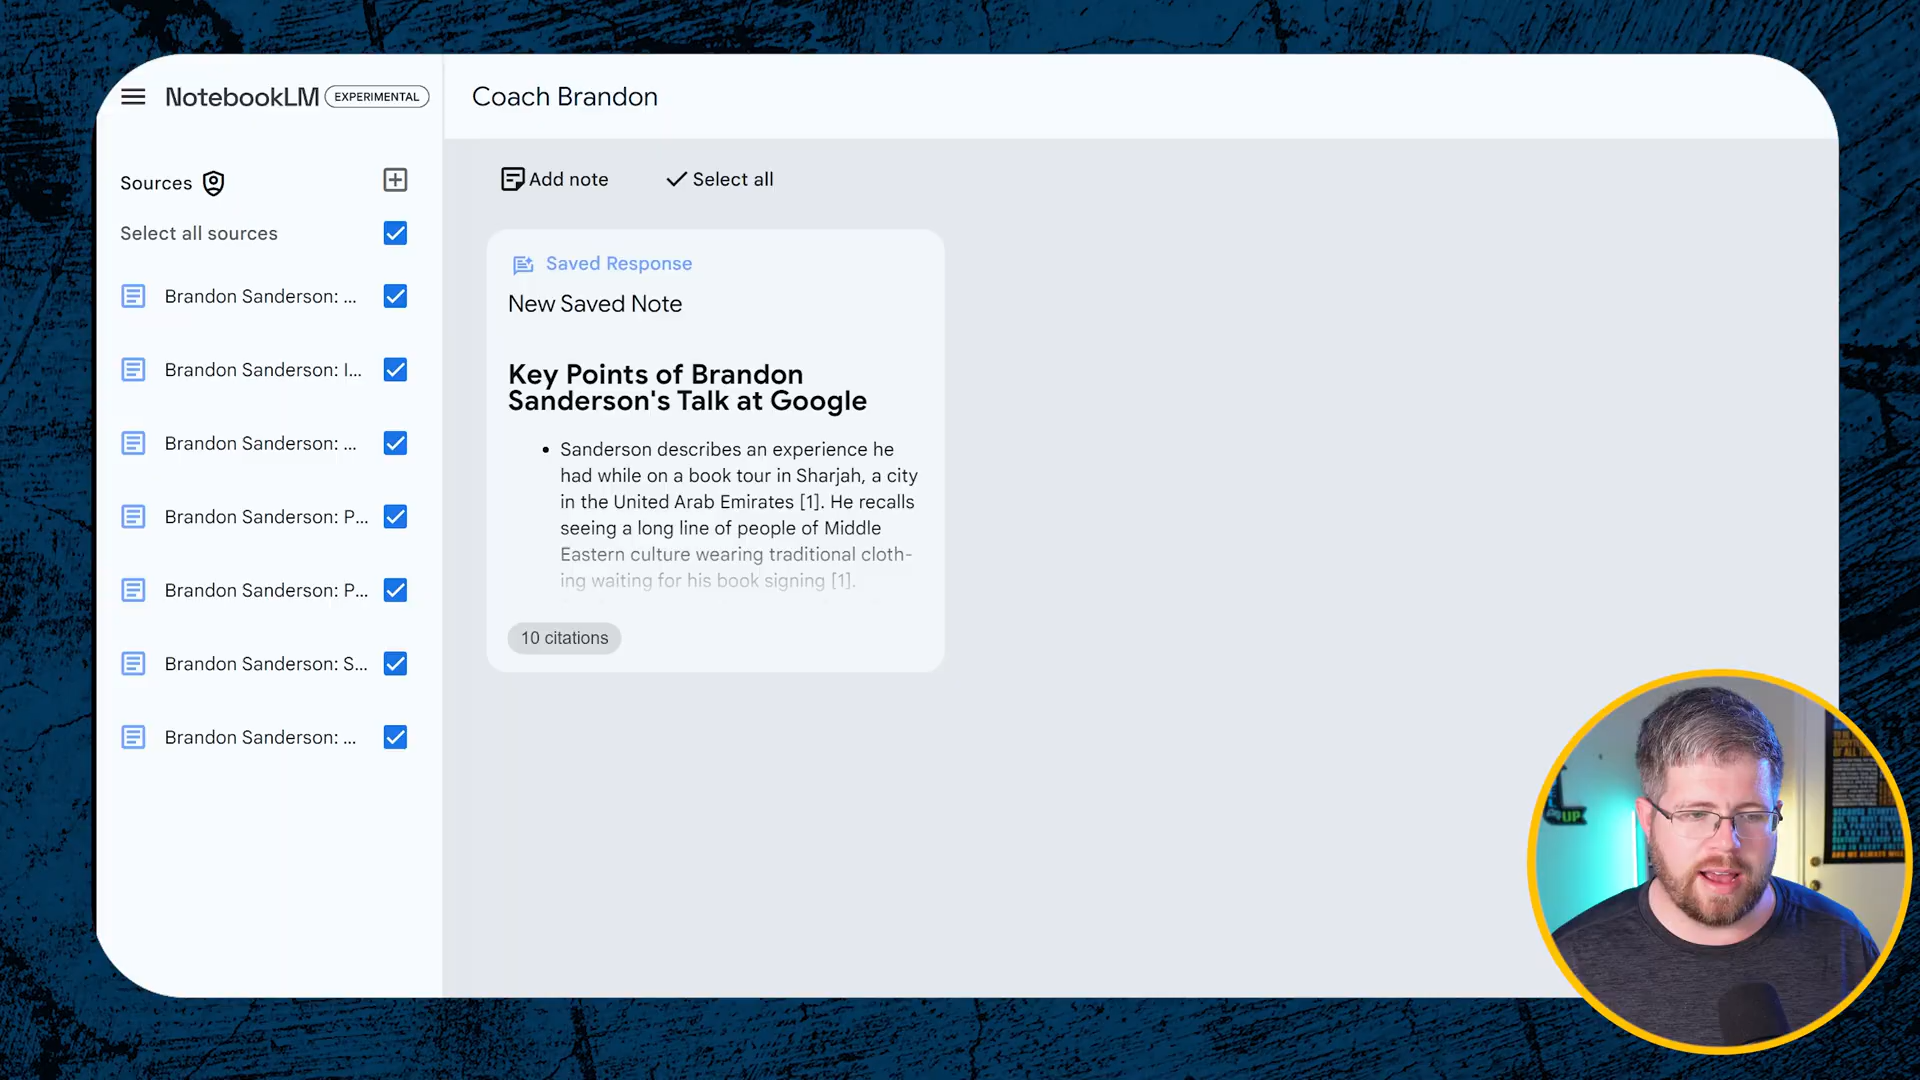 NotebookLM EXPERIMENTAL
Coach Brandon
Sources
Select all sources
Brandon Sanderson: ...
Brandon Sanderson: I...
Brandon Sanderson: ...
Brandon Sanderson: P...
Brandon Sanderson: P...
Brandon Sanderson: S...
Brandon Sanderson: ...
Add note
Select all
Saved Response
New Saved Note
Key Points of Brandon
Sanderson's Talk at Google
• Sanderson describes an experience he
had while on a book tour in Sharjah, a city
in the United Arab Emirates [1]. He recalls
seeing a long line of people of Middle
Eastern culture wearing traditional cloth-
ing waiting for his book signing [1].
10 citations
UP